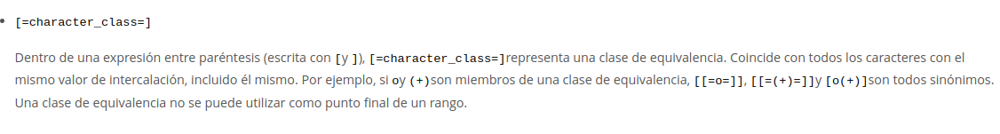 [=character_class=]
Dentro de una expresión entre paréntesis (escrita con [y ]), [=character_class=]representa una clase de equivalencia. Coincide con todos los caracteres con el
mismo valor de intercalación, incluido él mismo. Por ejemplo, si oy (+)son miembros de una clase de equivalencia, [[=o=]], [[=(+)=]]y [o(+)]son todos sinónimos.
Una clase de equivalencia no se puede utilizar como punto final de un rango.